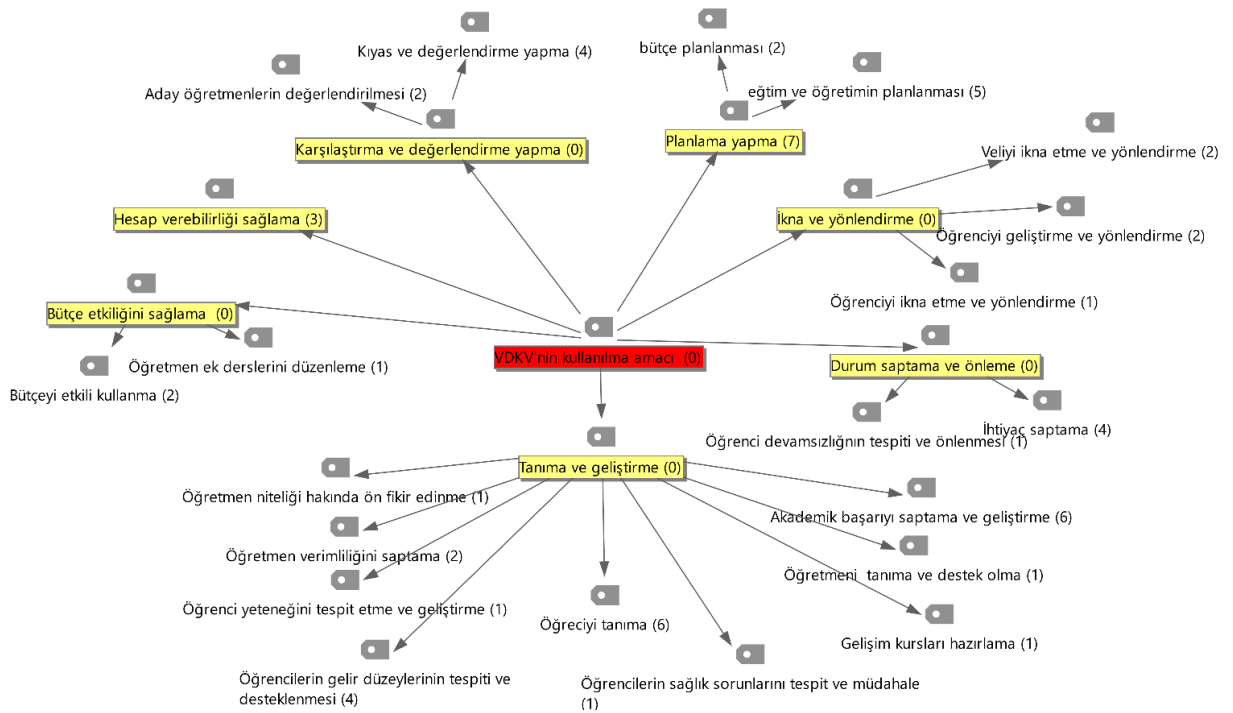 Kıyas ve değerlendirme yapma (4)
bütçe planlanması (2)
Aday öğretmenlerin değerlendirilmesi (2)
eğtim ve öğretimin planlanması (5)
Karşılaştırma ve değerlendirme yapma (0)
Planlama yapma (7)
Veliyi ikna etme ve yönlendirme (2)
Hesap verebilirliği sağlama (3)
İkna ve yönlendirme (0)
Öğrenciyi geliştirme ve yönlendirme (2)
Öğrenciyi ikna etme ve yönlendirme (1)
Bütçe etkiliğini sağlama  (0)
Öğretmen ek derslerini düzenleme (1)
Bütçeyi etkili kullanma (2)
VDKV'nin kullanılma amacı  (0)
Durum saptama ve önleme (0)
İhtiyaç saptama (4)
Öğrenci devamsızlığnın tespiti ve önlenmesi (1)
Tanıma ve geliştirme (0)
Öğretmen niteliği hakında ön fikir edinme (1)
Akademik başarıyı saptama ve geliştirme (6)
Öğretmen verimliliğini saptama (2)
Öğretmeni  tanıma ve destek olma (1)
Öğrenci yeteneğini tespit etme ve geliştirme (1)
Öğreciyi tanıma (6)
Gelişim kursları hazırlama (1)
Öğrencilerin gelir düzeylerinin tespiti ve
desteklenmesi (4)
Öğrencilerin sağlık sorunlarını tespit ve müdahale
(1)